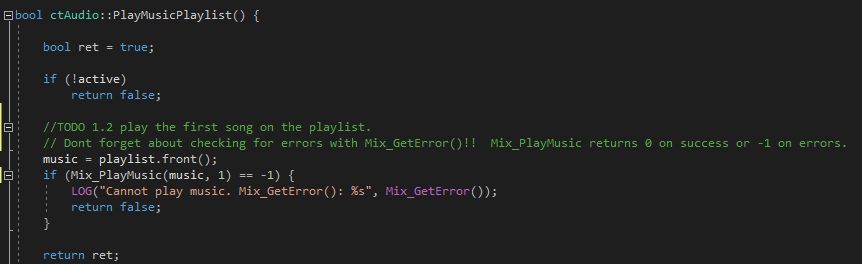 bool ctAudio::PlayMusicPlaylist() {
bool ret = true;
if (!active)
return false;
//TODO 1.2 play the first song on the playlist.
// Dont forget about checking for errors with Mix_GetError()!!  Mix_PlayMusic returns 0 on success or -1 on errors.
music = playlist.front();
if (Mix_PlayMusic(music, 1) == -1) {
LOG("Cannot play music. Mix_GetError(): %s", Mix_GetError());
return false;
}
return ret;